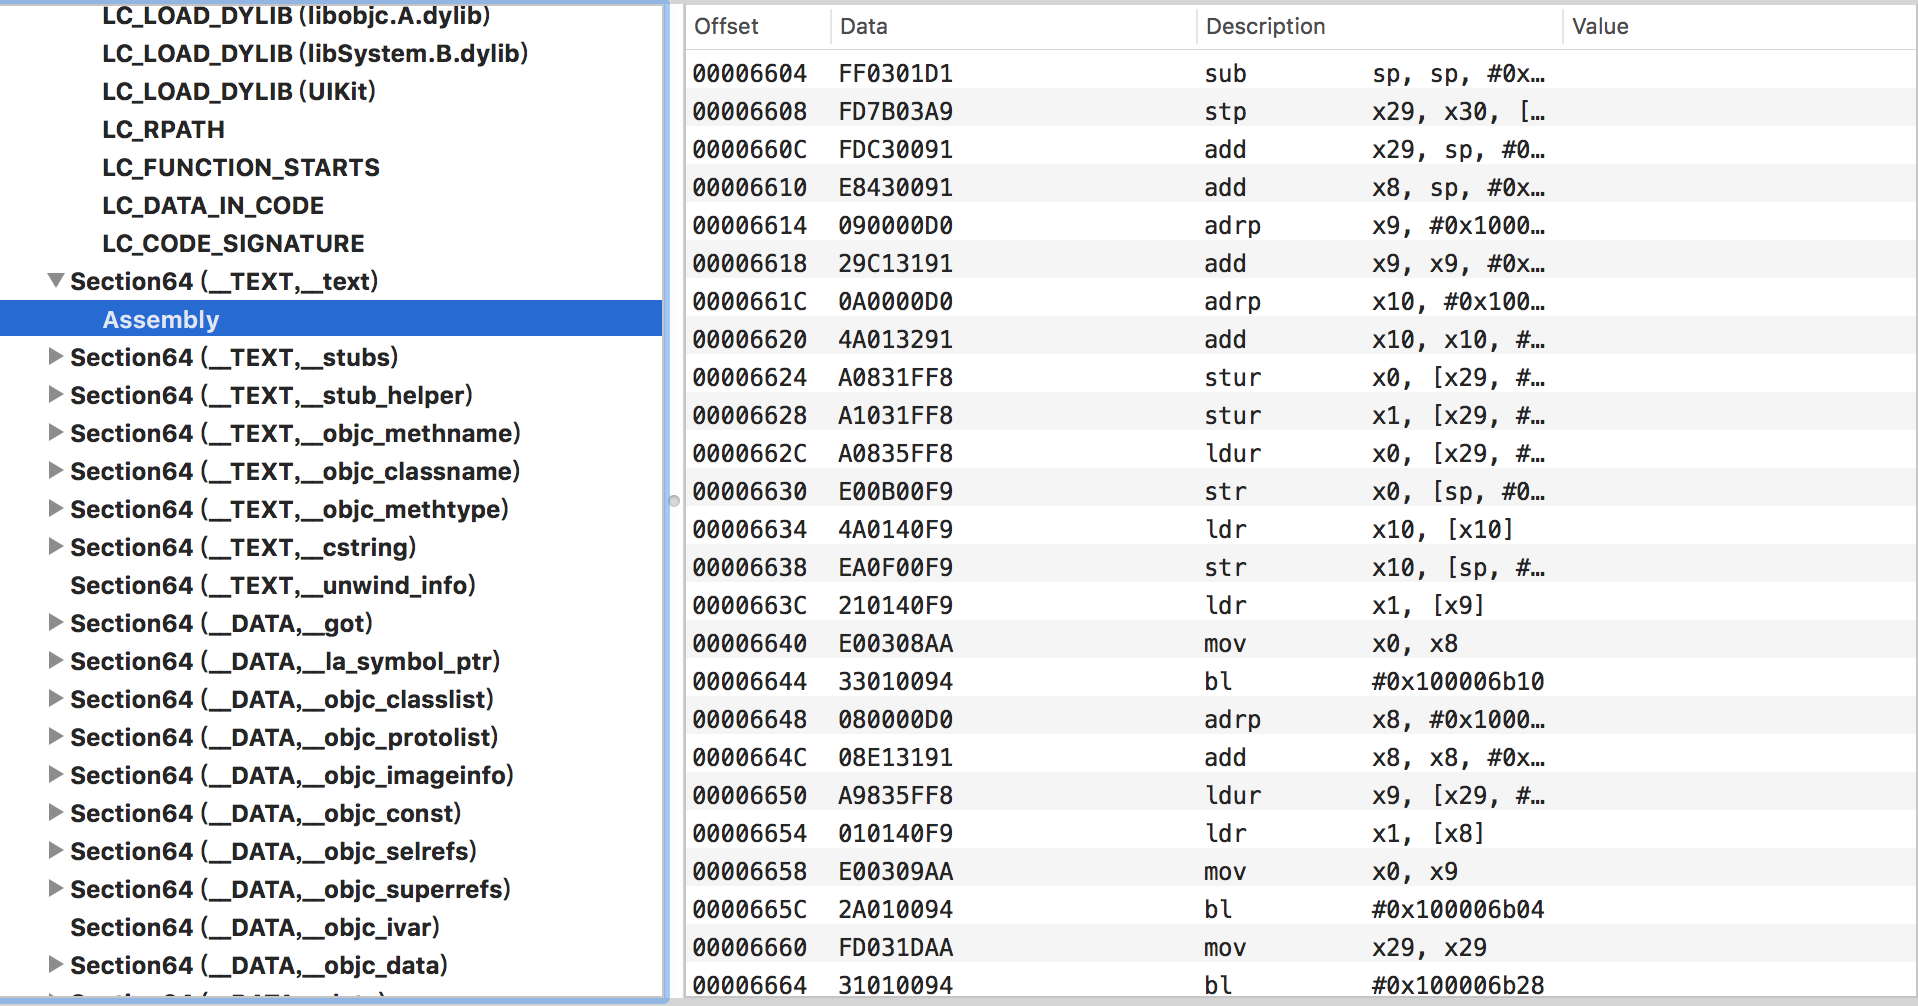 LC_LOAD_DYLIB (libobjc.A.dylib)
LC_LOAD_DYLIB (libSystem.B.dylib)
LC_LOAD_DYLIB (UIKit)
LC_RPATH
LC_FUNCTION_STARTS
LC_DATA_IN_CODE
LC_CODE_SIGNATURE
Section64 (__TEXT,__text)
Assembly
Section64 (__TEXT,__stubs)
Section64 (__TEXT,__stub_helper)
Section64 (__TEXT,__objc_methname)
Section64 (__TEXT,__objc_classname)
Section64 (__TEXT,__objc_methtype)
Section64 (__TEXT,__cstring)
Section64 (__TEXT,__unwind_info)
Section64 (__DATA,__got)
Section64 (__DATA,__la_symbol_ptr)
Section64 (__DATA,__objc_classlist)
Section64 (__DATA,__objc_protolist)
Section64 (__DATA,__objc_imageinfo)
Section64 (__DATA,__objc_const)
Section64 (__DATA,__objc_selrefs)
Section64 (__DATA,__objc_superrefs)
Section64 (__DATA,__objc_ivar)
Section64 (__DATA,__objc_data)
Offset Data Description Value
00006604 FF0301D1 sub sp, sp, #0x…
00006608 FD7B03A9 stp x29, x30, […
0000660C FDC30091 add x29, sp, #0…
00006610 E8430091 add x8, sp, #0x…
00006614 090000D0 adrp x9, #0x1000…
00006618 29C13191 add x9, x9, #0x…
0000661C 0A0000D0 adrp x10, #0x100…
00006620 4A013291 add x10, x10, #…
00006624 A0831FF8 stur x0, [x29, #…
00006628 A1031FF8 stur x1, [x29, #…
0000662C A0835FF8 ldur x0, [x29, #…
00006630 E00B00F9 str x0, [sp, #0…
00006634 4A0140F9 ldr x10, [x10]
00006638 EA0F00F9 str x10, [sp, #…
0000663C 210140F9 ldr x1, [x9]
00006640 E00308AA mov x0, x8
00006644 33010094 bl #0x100006b10
00006648 080000D0 adrp x8, #0x1000…
0000664C 08E13191 add x8, x8, #0x…
00006650 A9835FF8 ldur x9, [x29, #…
00006654 010140F9 ldr x1, [x8]
00006658 E00309AA mov x0, x9
0000665C 2A010094 bl #0x100006b04
00006660 FD031DAA mov x29, x29
00006664 31010094 bl #0x100006b28